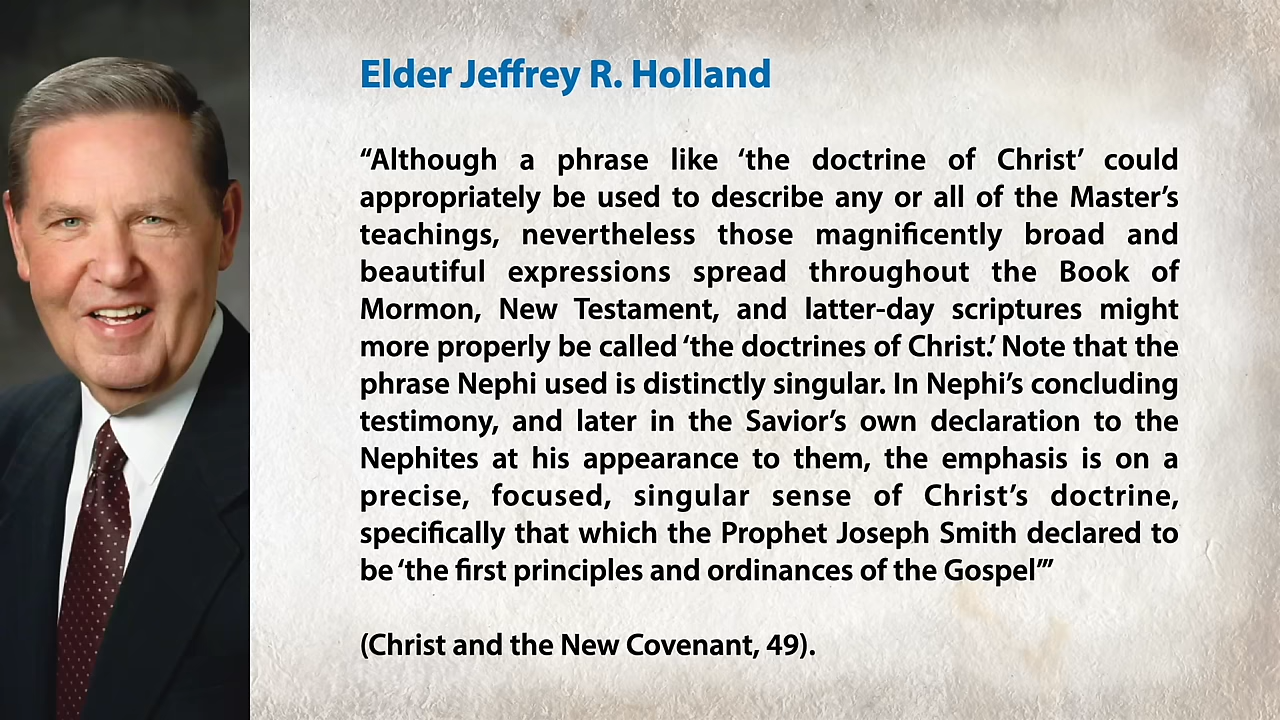 Elder Jeffrey R. Holland
“Although a phrase like ‘the doctrine of Christ’ could
appropriately be used to describe any or all of the Master’s
teachings, nevertheless those magnificently broad and
beautiful expressions spread throughout the Book of
Mormon, New Testament, and latter-day scriptures might
more properly be called ‘the doctrines of Christ.’ Note that the
phrase Nephi used is distinctly singular. In Nephi’s concluding
testimony, and later in the Savior’s own declaration to the
Nephites at his appearance to them, the emphasis is on a
precise, focused, singular sense of Christ’s doctrine,
specifically that which the Prophet Joseph Smith declared to
be ‘the first principles and ordinances of the Gospel’”
(Christ and the New Covenant, 49).